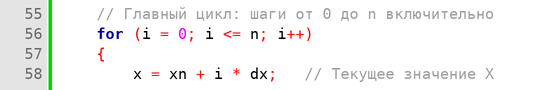 55 // Главный цикл: шаги от 0 до n включительно
56 for (i = 0; i <= n; i++)
57 {
58 x = xn + i * dx; // Текущее значение X